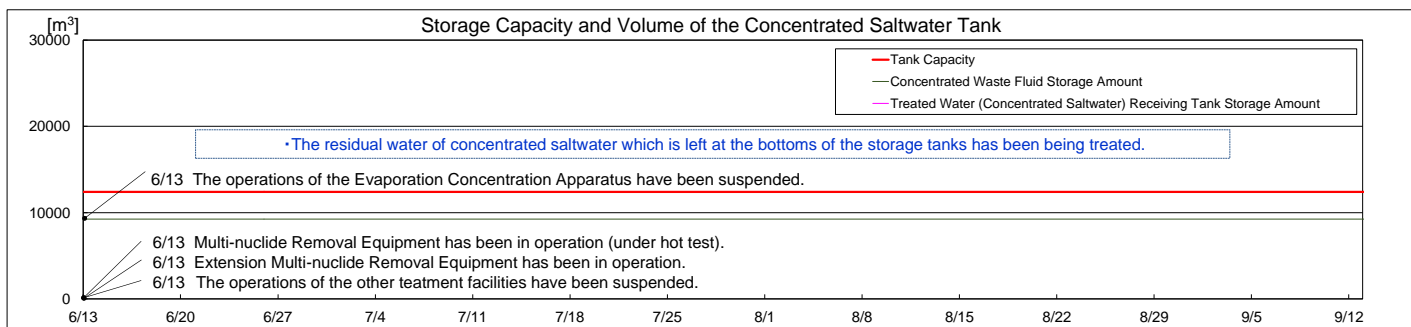 Storage Capacity and Volume of the Concentrated Saltwater Tank
[m³]
30000
20000
10000
0
Tank Capacity
Concentrated Waste Fluid Storage Amount
Treated Water (Concentrated Saltwater) Receiving Tank Storage Amount
・The residual water of concentrated saltwater which is left at the bottoms of the storage tanks has been being treated.
6/13 The operations of the Evaporation Concentration Apparatus have been suspended.
6/13 Multi-nuclide Removal Equipment has been in operation (under hot test).
6/13 Extension Multi-nuclide Removal Equipment has been in operation.
6/13 The operations of the other teatment facilities have been suspended.
6/13 6/20 6/27 7/4 7/11 7/18 7/25 8/1 8/8 8/15 8/22 8/29 9/5 9/12